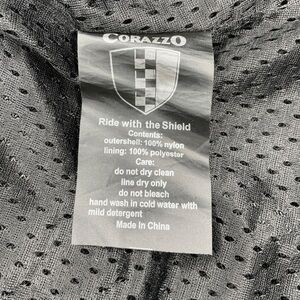 CORAZZO
Ride with the Shield
Contents:
outershell: 100% nylon
lining: 100% polyester
Care:
do not dry clean
line dry only
do not bleach
hand wash in cold water with
mild detergent
Made in China